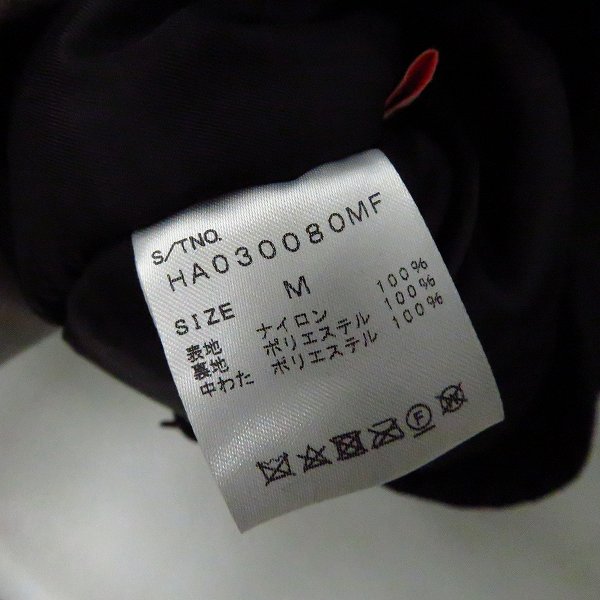 S/TNO.
HA030080MF
SIZE M
表地 ナイロン 100%
裏地 ポリエステル 100%
中わた ポリエステル 100%
F
W